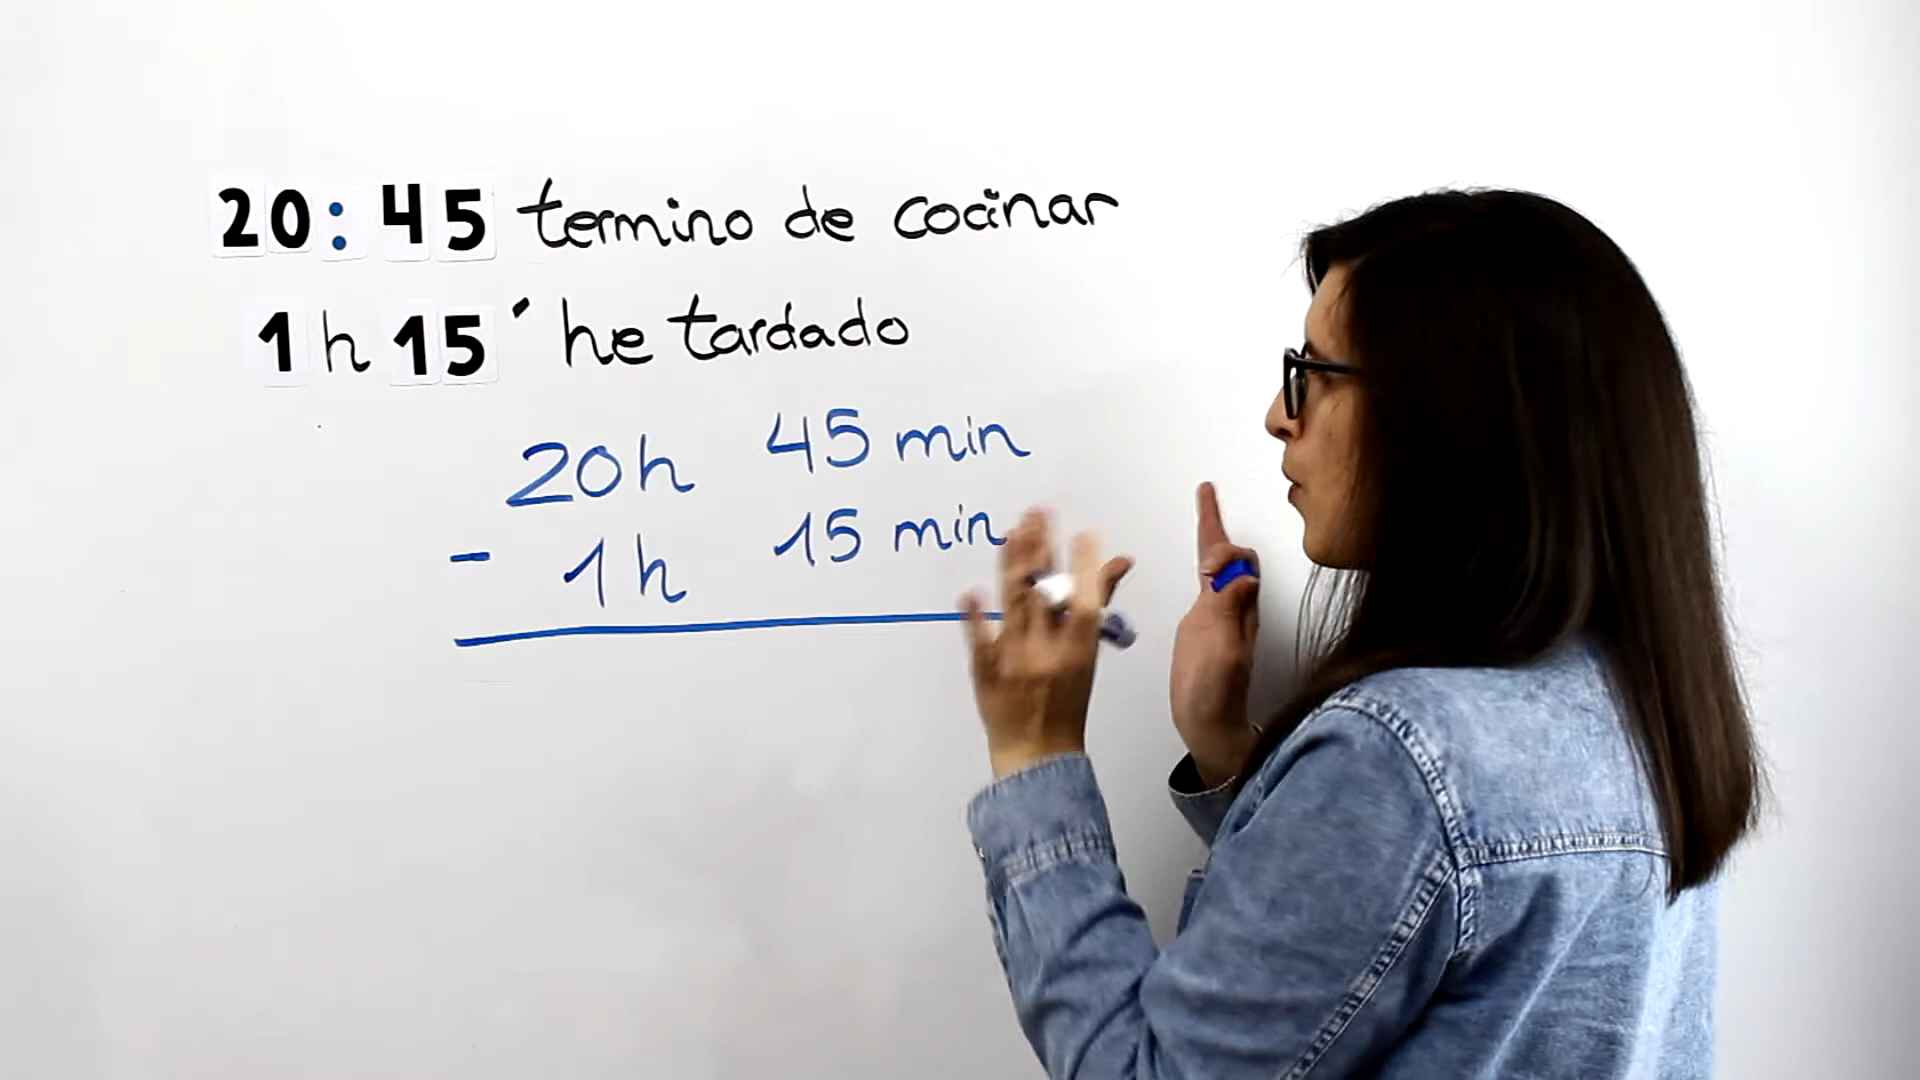 20:45 termino de cocinar
1h 15' he tardado
20h 45 min
- 1h 15 min